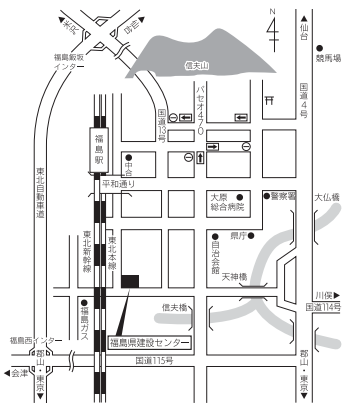 N
▲米沢
仙台▶
▲仙台
福島飯坂
インター
信夫山
競馬場
国道4号
パセオ470
国道13号
福島駅
中合
平和通り
東北自動車道
大原
総合病院
警察署
大仏橋
県庁
自治会館
東北新幹線
東北本線
天神橋
川俣▶
国道114号
信夫橋
福島ガス
福島県建設センター
福島西インター
国道115号
◀会津
郡山・東京▼
郡山・東京▼